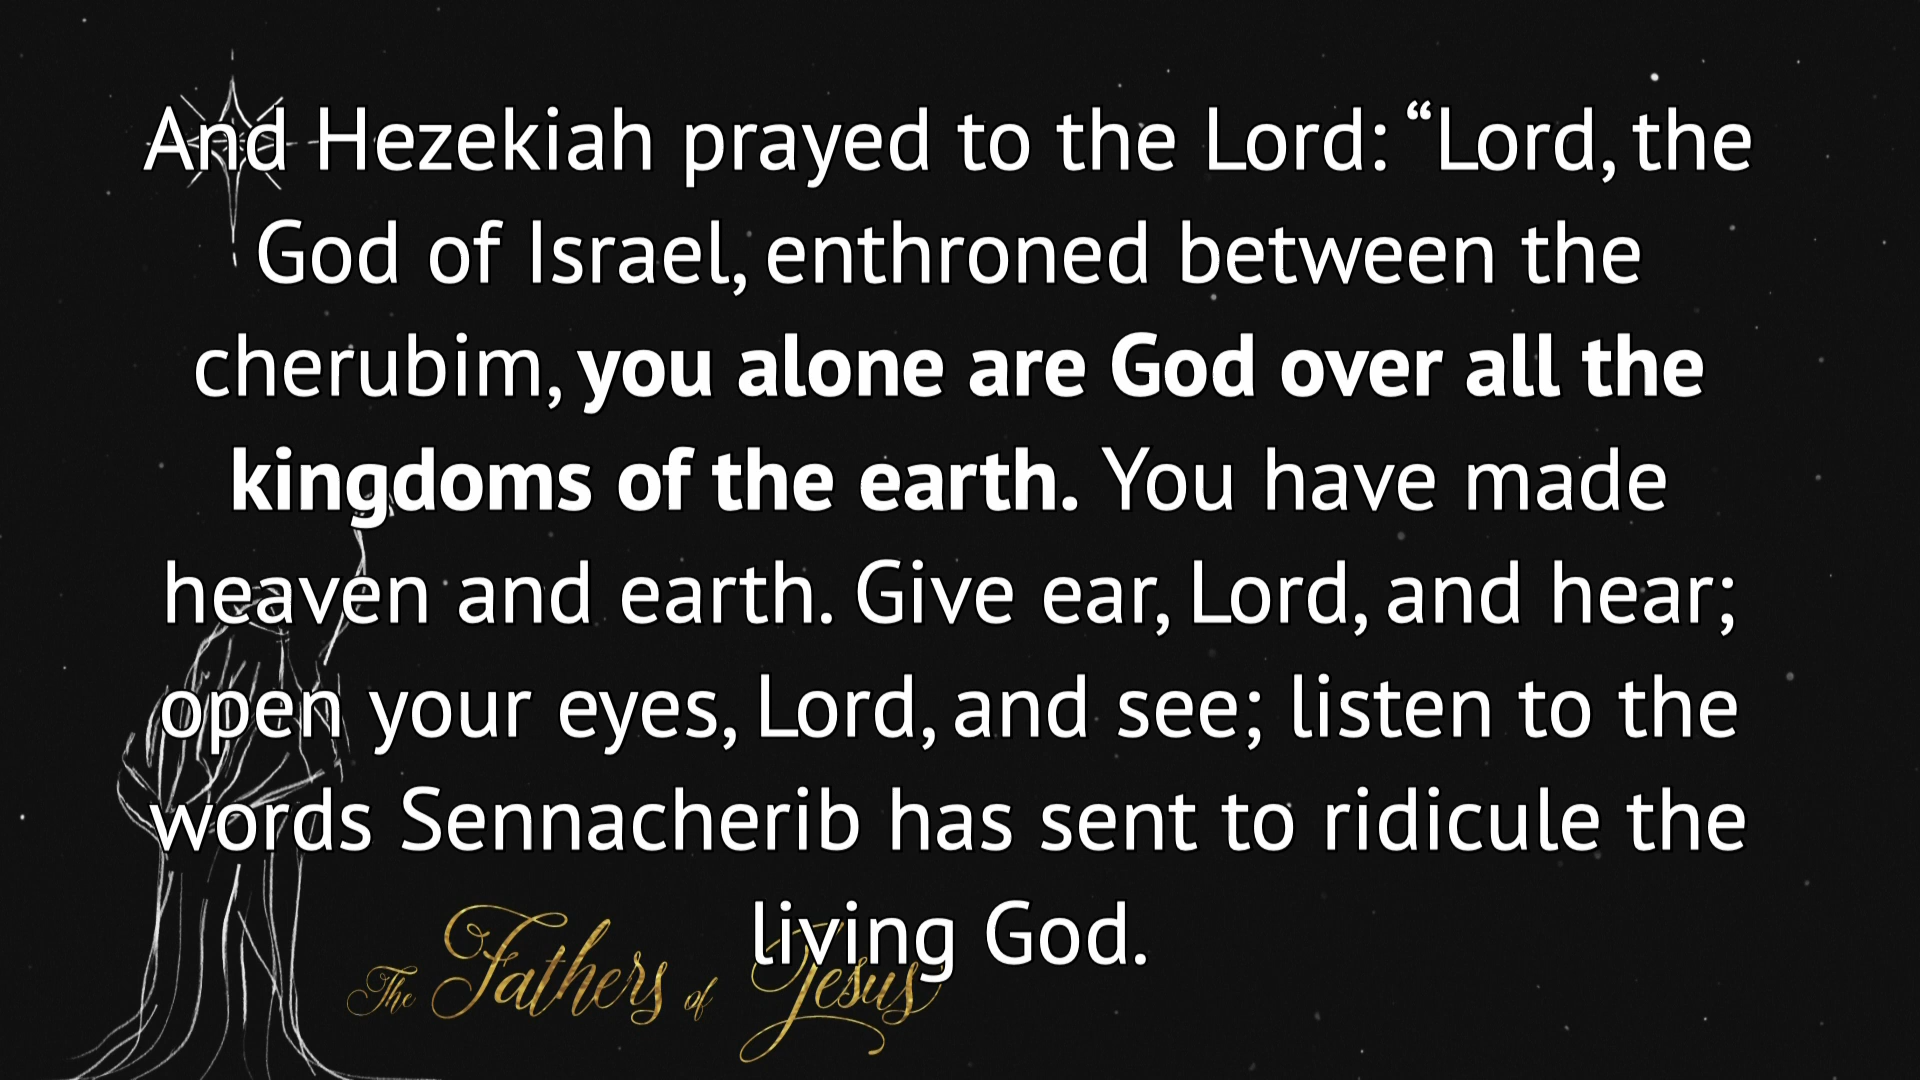 And Hezekiah prayed to the Lord: “Lord, the
God of Israel, enthroned between the
cherubim, you alone are God over all the
kingdoms of the earth. You have made
heaven and earth. Give ear, Lord, and hear;
open your eyes, Lord, and see; listen to the
words Sennacherib has sent to ridicule the
living God.
The Fathers of Jesus